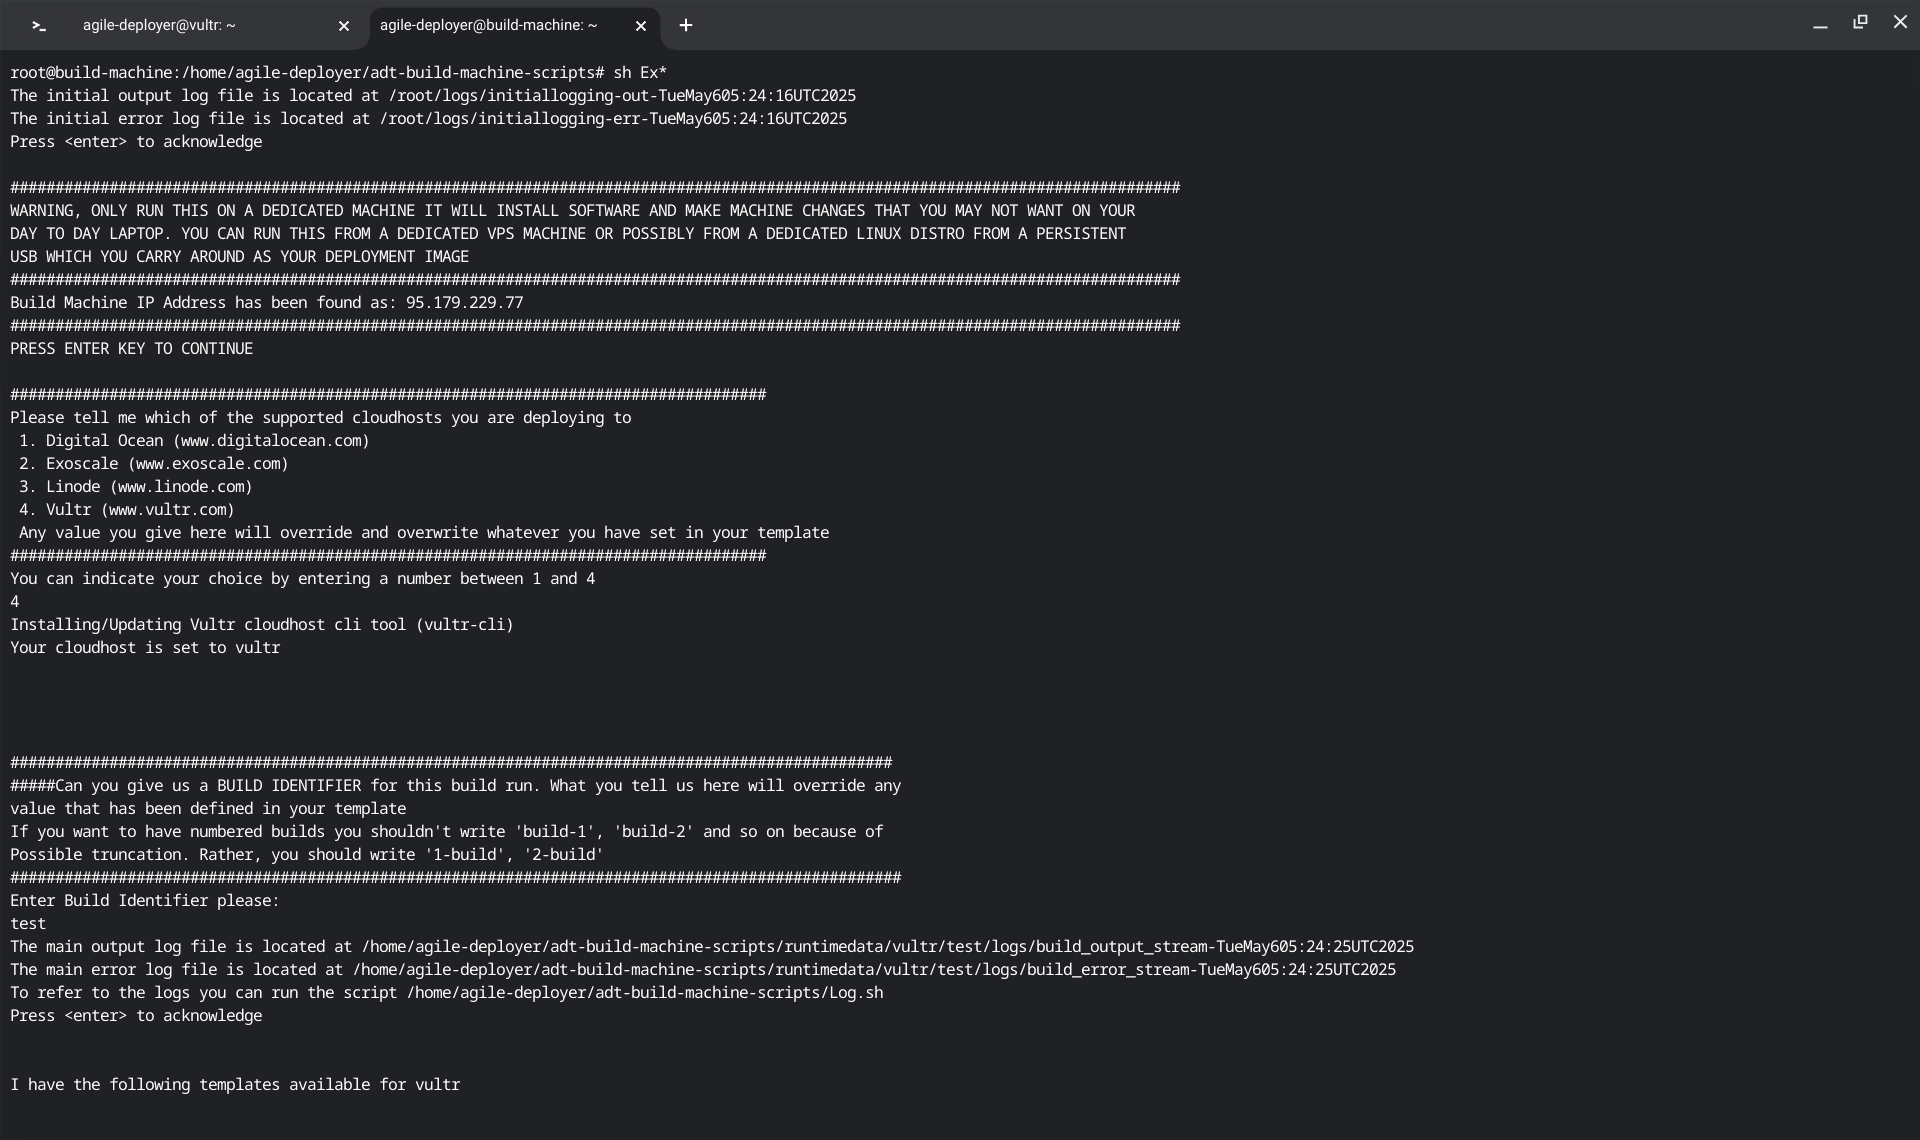 agile-deployer@vultr: ~
agile-deployer@build-machine: ~
root@build-machine:/home/agile-deployer/adt-build-machine-scripts# sh Ex*
The initial output log file is located at /root/logs/initiallogging-out-TueMay605:24:16UTC2025
The initial error log file is located at /root/logs/initiallogging-err-TueMay605:24:16UTC2025
Press <enter> to acknowledge
##################################################################################################################################
WARNING, ONLY RUN THIS ON A DEDICATED MACHINE IT WILL INSTALL SOFTWARE AND MAKE MACHINE CHANGES THAT YOU MAY NOT WANT ON YOUR
DAY TO DAY LAPTOP. YOU CAN RUN THIS FROM A DEDICATED VPS MACHINE OR POSSIBLY FROM A DEDICATED LINUX DISTRO FROM A PERSISTENT
USB WHICH YOU CARRY AROUND AS YOUR DEPLOYMENT IMAGE
##################################################################################################################################
Build Machine IP Address has been found as: 95.179.229.77
##################################################################################################################################
PRESS ENTER KEY TO CONTINUE
####################################################################################
Please tell me which of the supported cloudhosts you are deploying to
1. Digital Ocean (www.digitalocean.com)
2. Exoscale (www.exoscale.com)
3. Linode (www.linode.com)
4. Vultr (www.vultr.com)
Any value you give here will override and overwrite whatever you have set in your template
####################################################################################
You can indicate your choice by entering a number between 1 and 4
4
Installing/Updating Vultr cloudhost cli tool (vultr-cli)
Your cloudhost is set to vultr
##################################################################################################
#####Can you give us a BUILD IDENTIFIER for this build run. What you tell us here will override any
value that has been defined in your template
If you want to have numbered builds you shouldn't write 'build-1', 'build-2' and so on because of
Possible truncation. Rather, you should write '1-build', '2-build'
###################################################################################################
Enter Build Identifier please:
test
The main output log file is located at /home/agile-deployer/adt-build-machine-scripts/runtimedata/vultr/test/logs/build_output_stream-TueMay605:24:25UTC2025
The main error log file is located at /home/agile-deployer/adt-build-machine-scripts/runtimedata/vultr/test/logs/build_error_stream-TueMay605:24:25UTC2025
To refer to the logs you can run the script /home/agile-deployer/adt-build-machine-scripts/Log.sh
Press <enter> to acknowledge
I have the following templates available for vultr